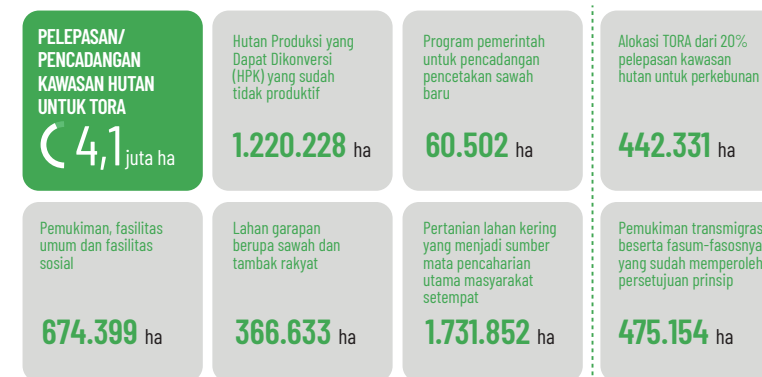 PELEPASAN/
PENCADANGAN
KAWASAN HUTAN
UNTUK TORA
4,1 juta ha
Hutan Produksi yang
Dapat Dikonversi
(HPK) yang sudah
tidak produktif
1.220.228 ha
Program pemerintah
untuk pencadangan
pencetakan sawah
baru
60.502 ha
Alokasi TORA dari 20%
pelepasan kawasan
hutan untuk perkebunan
442.331 ha
Pemukiman, fasilitas
umum dan fasilitas
sosial
674.399 ha
Lahan garapan
berupa sawah dan
tambak rakyat
366.633 ha
Pertanian lahan kering
yang menjadi sumber
mata pencaharian
utama masyarakat
setempat
1.731.852 ha
Pemukiman transmigras
beserta fasum-fasosnya
yang sudah memperoleh
persetujuan prinsip
475.154 ha